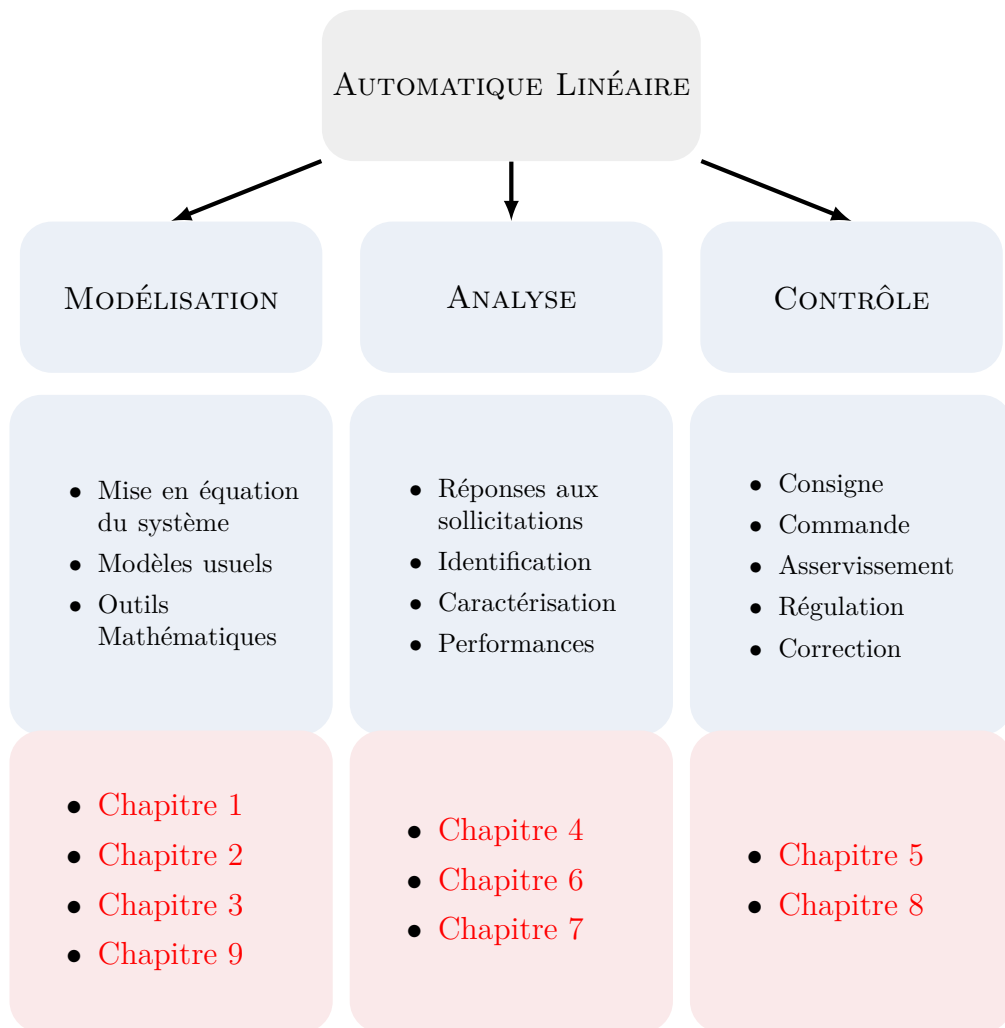 Automatique Linéaire
Modélisation
Analyse
Contrôle
• Mise en équation
du système
• Modèles usuels
• Outils
Mathématiques
• Réponses aux
sollicitations
• Identification
• Caractérisation
• Performances
• Consigne
• Commande
• Asservissement
• Régulation
• Correction
• Chapitre 1
• Chapitre 2
• Chapitre 3
• Chapitre 9
• Chapitre 4
• Chapitre 6
• Chapitre 7
• Chapitre 5
• Chapitre 8